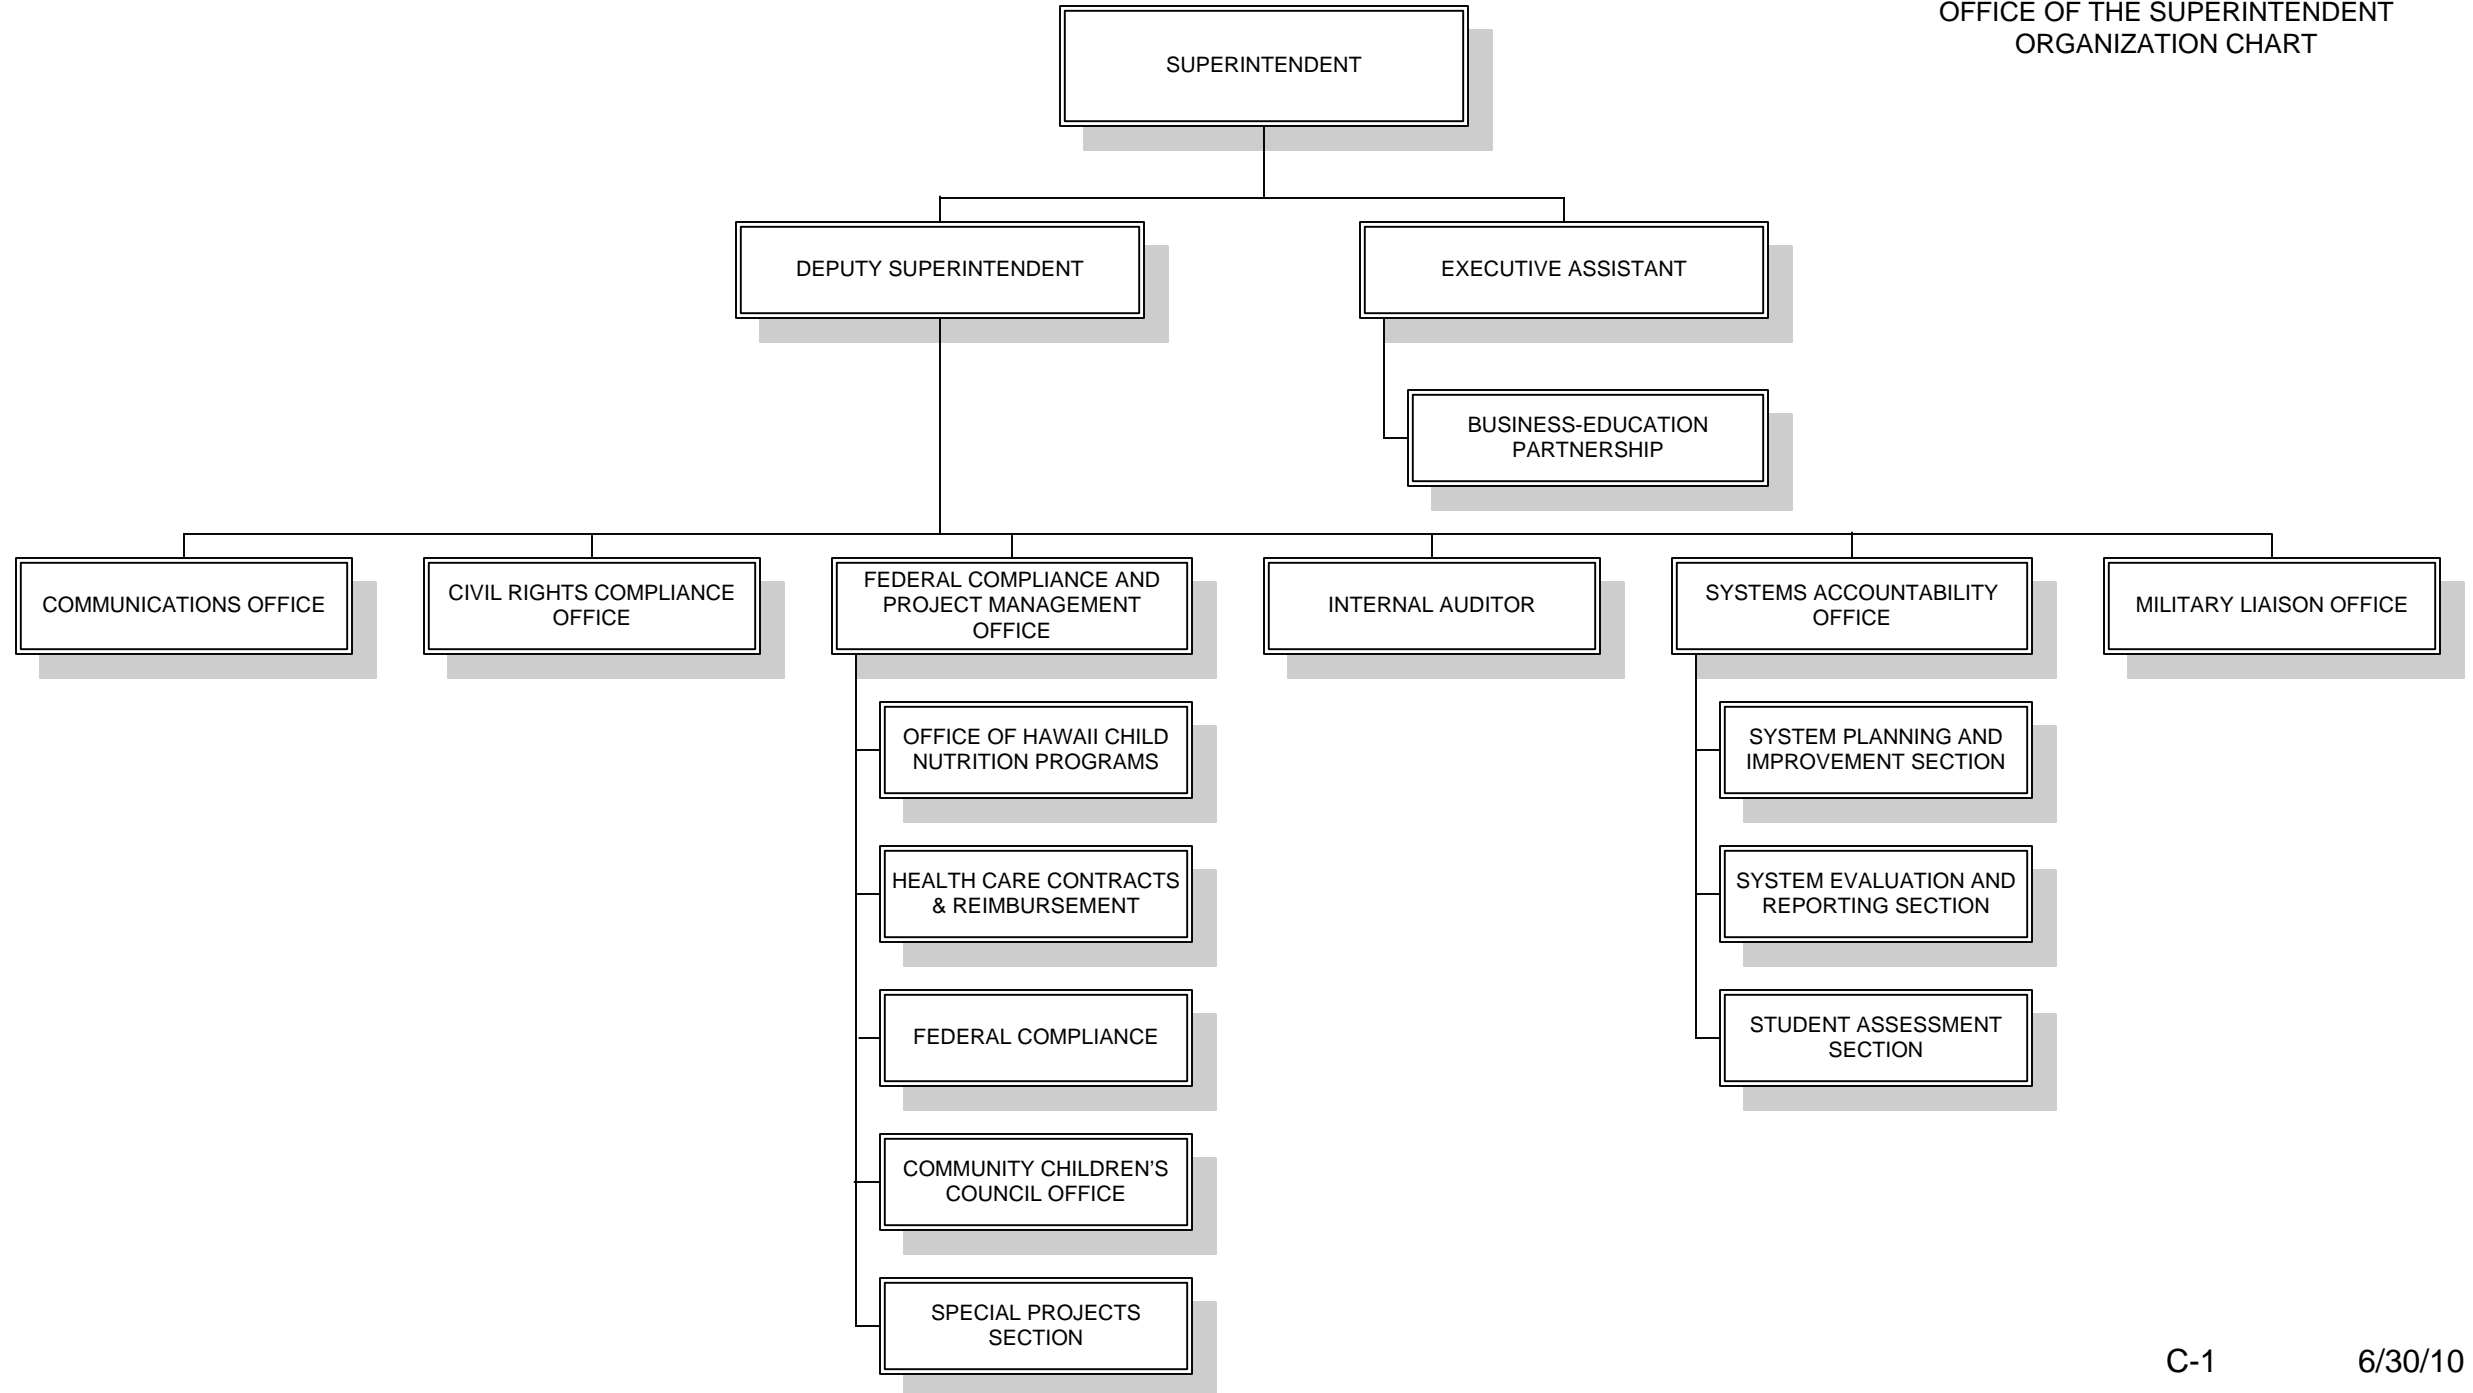 OFFICE OF THE SUPERINTENDENT
ORGANIZATION CHART
SUPERINTENDENT
DEPUTY SUPERINTENDENT
EXECUTIVE ASSISTANT
BUSINESS-EDUCATION
PARTNERSHIP
COMMUNICATIONS OFFICE
CIVIL RIGHTS COMPLIANCE
OFFICE
FEDERAL COMPLIANCE AND
PROJECT MANAGEMENT
OFFICE
INTERNAL AUDITOR
SYSTEMS ACCOUNTABILITY
OFFICE
MILITARY LIAISON OFFICE
OFFICE OF HAWAII CHILD
NUTRITION PROGRAMS
HEALTH CARE CONTRACTS
& REIMBURSEMENT
FEDERAL COMPLIANCE
COMMUNITY CHILDREN’S
COUNCIL OFFICE
SPECIAL PROJECTS
SECTION
SYSTEM PLANNING AND
IMPROVEMENT SECTION
SYSTEM EVALUATION AND
REPORTING SECTION
STUDENT ASSESSMENT
SECTION
C-1 6/30/10